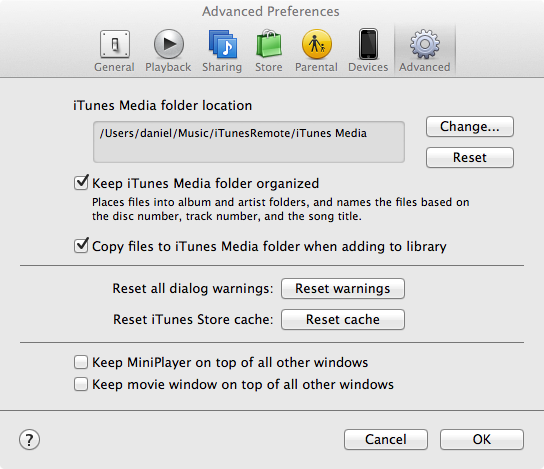 Advanced Preferences
General Playback Sharing Store Parental Devices Advanced
iTunes Media folder location
/Users/daniel/Music/iTunesRemote/iTunes Media
Change...
Reset
Keep iTunes Media folder organized
Places files into album and artist folders, and names the files based on
the disc number, track number, and the song title.
Copy files to iTunes Media folder when adding to library
Reset all dialog warnings: Reset warnings
Reset iTunes Store cache: Reset cache
Keep MiniPlayer on top of all other windows
Keep movie window on top of all other windows
? Cancel OK